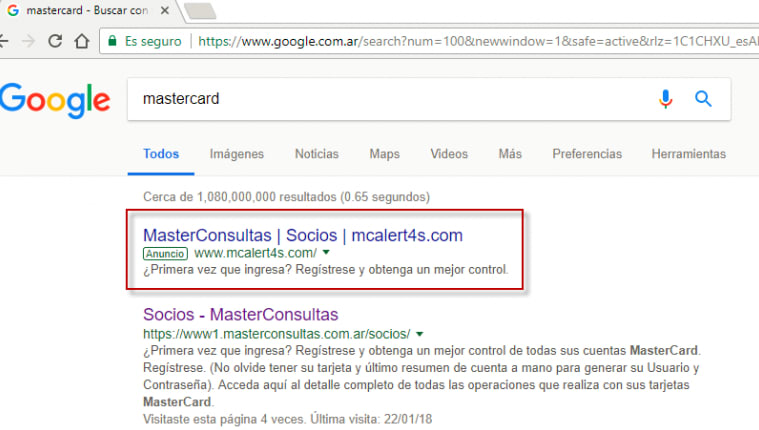 mastercard - Buscar con
Es seguro | https://www.google.com.ar/search?num=100&newwindow=1&safe=active&rlz=1C1CHXU_esA
Google
mastercard
Todos Imágenes Noticias Maps Videos Más Preferencias Herramientas
Cerca de 1,080,000,000 resultados (0.65 segundos)
MasterConsultas | Socios | mcalert4s.com
Anuncio www.mcalert4s.com/
¿Primera vez que ingresa? Regístrese y obtenga un mejor control.
Socios - MasterConsultas
https://www1.masterconsultas.com.ar/socios/
¿Primera vez que ingresa? Regístrese y obtenga un mejor control de todas sus cuentas MasterCard.
Regístrese. (No olvide tener su tarjeta y último resumen de cuenta a mano para generar su Usuario y
Contraseña). Acceda aquí al detalle completo de todas las operaciones que realiza con sus tarjetas
MasterCard.
Visitaste esta página 4 veces. Última visita: 22/01/18